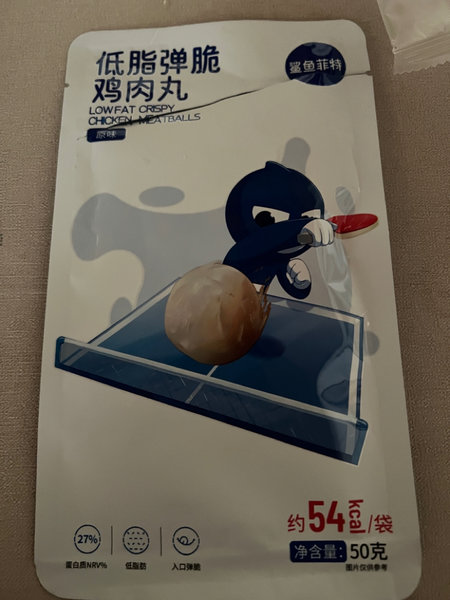 低脂弹脆
鸡肉丸
LOW FAT CRISPY
CHICKEN MEATBALLS
原味
鲨鱼菲特
约54kcal/袋
净含量：50克
图片仅供参考
27%
蛋白质NRV%
低脂肪
入口弹脆